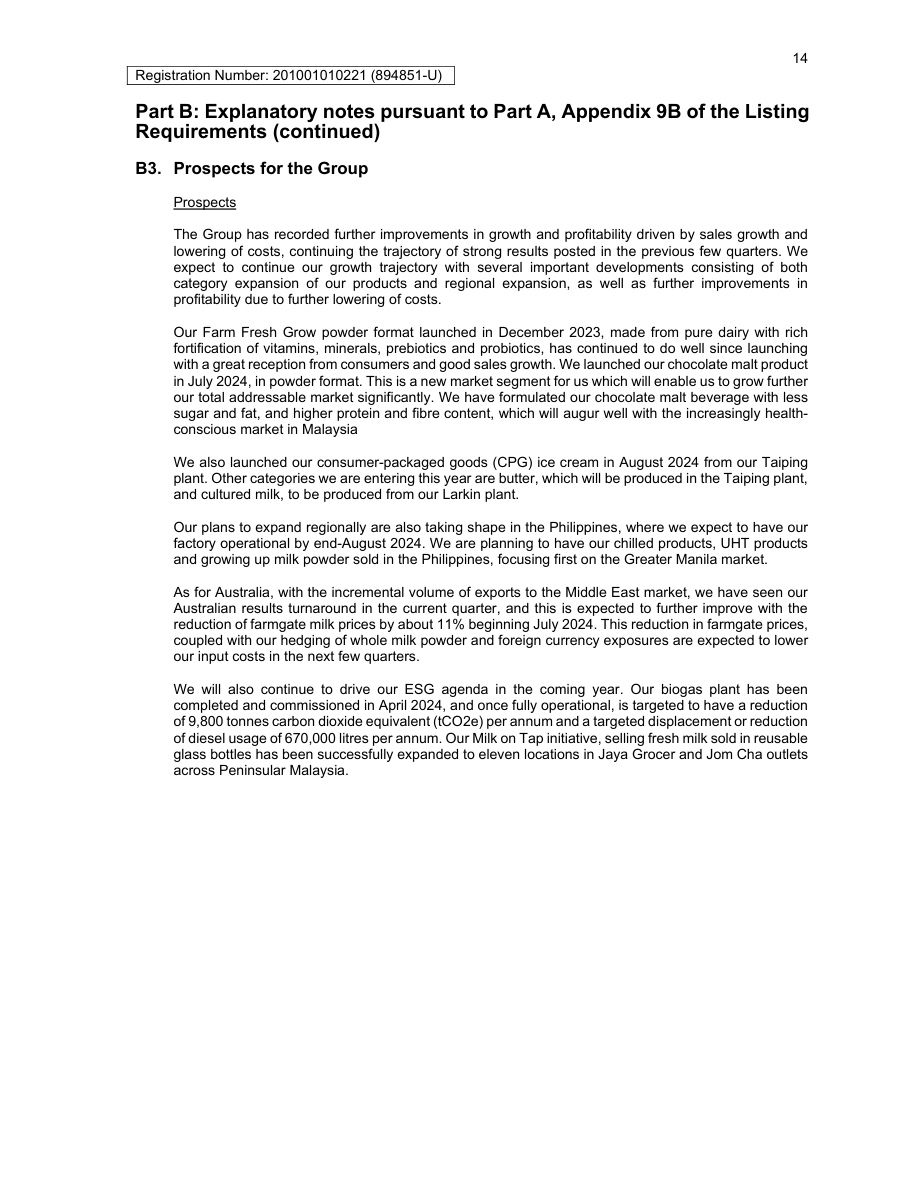 14
Registration Number: 201001010221 (894851-U)
Part B: Explanatory notes pursuant to Part A, Appendix 9B of the Listing
Requirements (continued)
B3. Prospects for the Group
Prospects
The Group has recorded further improvements in growth and profitability driven by sales growth and
lowering of costs, continuing the trajectory of strong results posted in the previous few quarters. We
expect to continue our growth trajectory with several important developments consisting of both
category expansion of our products and regional expansion, as well as further improvements in
profitability due to further lowering of costs.
Our Farm Fresh Grow powder format launched in December 2023, made from pure dairy with rich
fortification of vitamins, minerals, prebiotics and probiotics, has continued to do well since launching
with a great reception from consumers and good sales growth. We launched our chocolate malt product
in July 2024, in powder format. This is a new market segment for us which will enable us to grow further
our total addressable market significantly. We have formulated our chocolate malt beverage with less
sugar and fat, and higher protein and fibre content, which will augur well with the increasingly health-
conscious market in Malaysia
We also launched our consumer-packaged goods (CPG) ice cream in August 2024 from our Taiping
plant. Other categories we are entering this year are butter, which will be produced in the Taiping plant,
and cultured milk, to be produced from our Larkin plant.
Our plans to expand regionally are also taking shape in the Philippines, where we expect to have our
factory operational by end-August 2024. We are planning to have our chilled products, UHT products
and growing up milk powder sold in the Philippines, focusing first on the Greater Manila market.
As for Australia, with the incremental volume of exports to the Middle East market, we have seen our
Australian results turnaround in the current quarter, and this is expected to further improve with the
reduction of farmgate milk prices by about 11% beginning July 2024. This reduction in farmgate prices,
coupled with our hedging of whole milk powder and foreign currency exposures are expected to lower
our input costs in the next few quarters.
We will also continue to drive our ESG agenda in the coming year. Our biogas plant has been
completed and commissioned in April 2024, and once fully operational, is targeted to have a reduction
of 9,800 tonnes carbon dioxide equivalent (tCO2e) per annum and a targeted displacement or reduction
of diesel usage of 670,000 litres per annum. Our Milk on Tap initiative, selling fresh milk sold in reusable
glass bottles has been successfully expanded to eleven locations in Jaya Grocer and Jom Cha outlets
across Peninsular Malaysia.